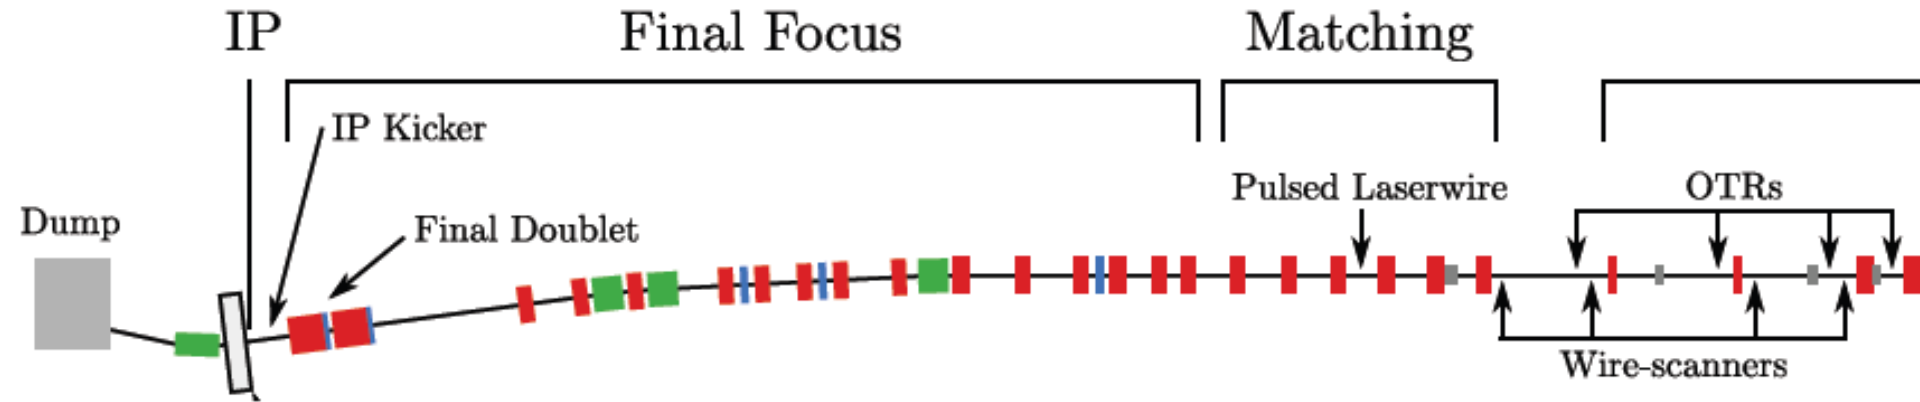 IP
Final Focus
Matching
IP Kicker
Pulsed Laserwire
OTRs
Dump
Final Doublet
Wire-scanners